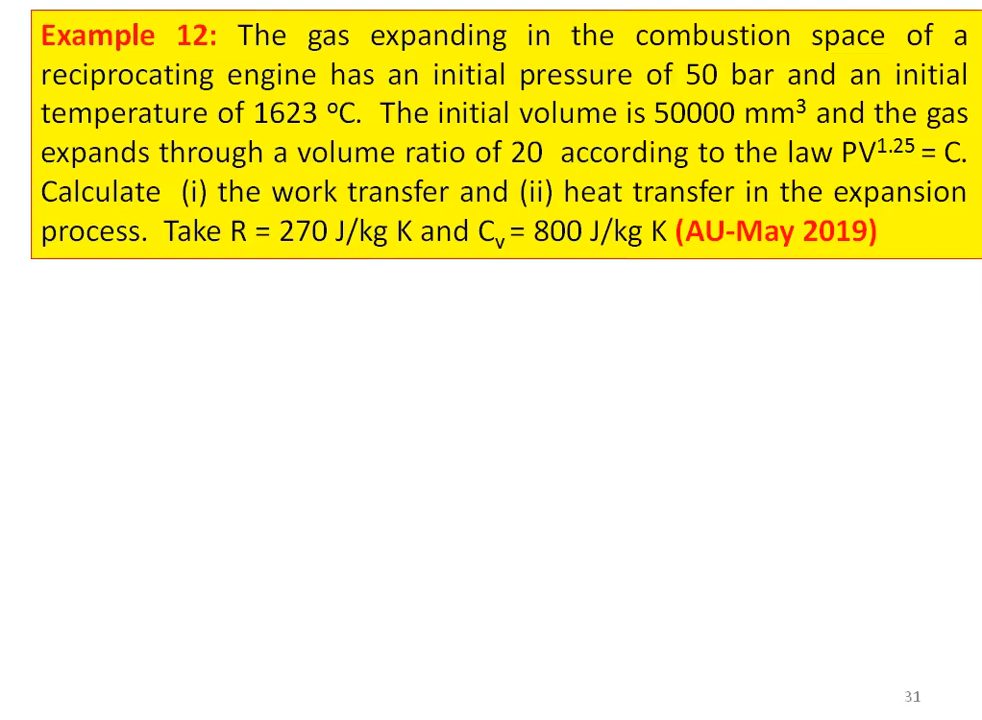 Example 12: The gas expanding in the combustion space of a
reciprocating engine has an initial pressure of 50 bar and an initial
temperature of 1623 °C. The initial volume is 50000 mm³ and the gas
expands through a volume ratio of 20 according to the law PV¹·²⁵ = C.
Calculate (i) the work transfer and (ii) heat transfer in the expansion
process. Take R = 270 J/kg K and Cᵥ = 800 J/kg K (AU-May 2019)
31